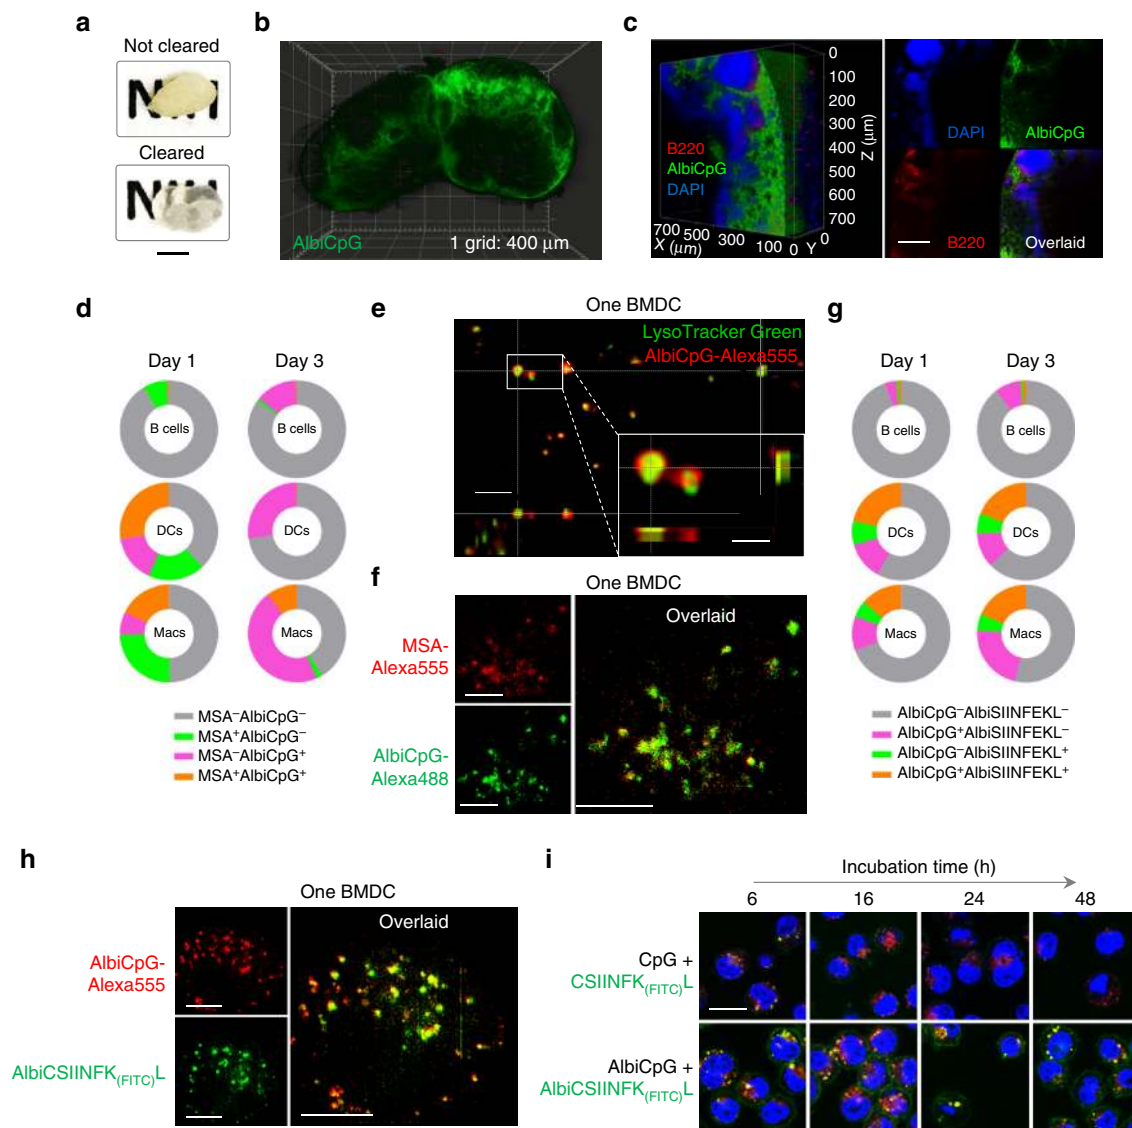 a
Not cleared
NIH
Cleared
NIH
b
AlbiCpG
1 grid: 400 µm
c
B220
AlbiCpG
DAPI
0
100
200
300
400
500
600
700
Z (µm)
700 500 300 100 0
X (µm)
Y
0
DAPI
AlbiCpG
B220
Overlaid
d
Day 1
Day 3
B cells
B cells
DCs
DCs
Macs
Macs
MSA⁻AlbiCpG⁻
MSA⁺AlbiCpG⁻
MSA⁻AlbiCpG⁺
MSA⁺AlbiCpG⁺
e
One BMDC
LysoTracker Green
AlbiCpG-Alexa555
f
One BMDC
MSA-
Alexa555
AlbiCpG-
Alexa488
Overlaid
g
Day 1
Day 3
B cells
B cells
DCs
DCs
Macs
Macs
AlbiCpG⁻AlbiSIINFEKL⁻
AlbiCpG⁺AlbiSIINFEKL⁻
AlbiCpG⁻AlbiSIINFEKL⁺
AlbiCpG⁺AlbiSIINFEKL⁺
h
One BMDC
AlbiCpG-
Alexa555
AlbiCSIINFK(FITC)L
Overlaid
i
Incubation time (h)
6
16
24
48
CpG +
CSIINFK(FITC)L
AlbiCpG +
AlbiCSIINFK(FITC)L